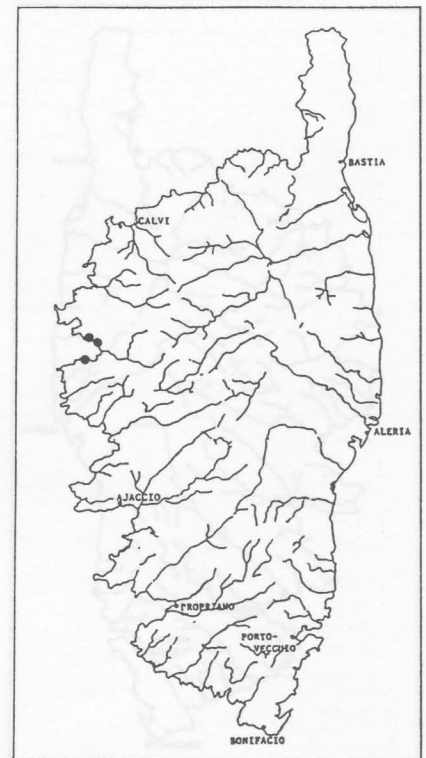 BASTIA
CALVI
ALERIA
AJACCIO
PROPRIANO
PORTO-
VECCHIO
BONIFACIO